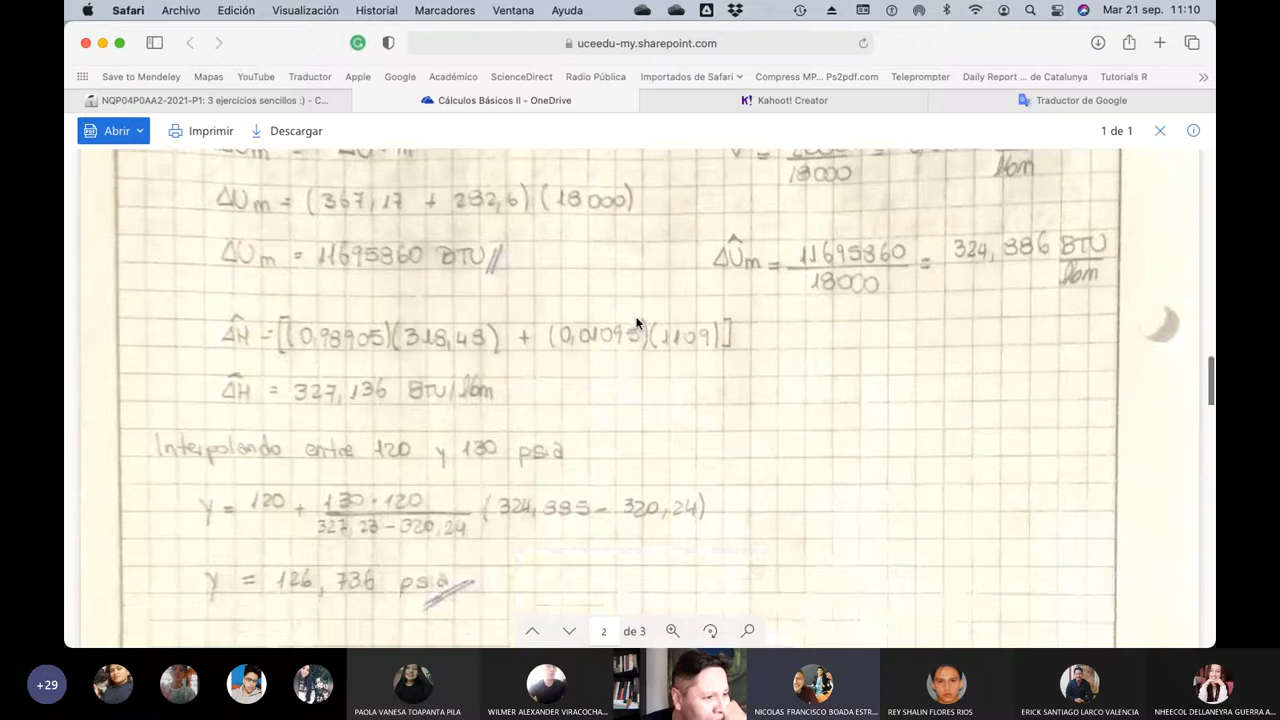 Safari Archivo Edición Visualización Historial Marcadores Ventana Ayuda Mar 21 sep. 11:10
uceedu-my.sharepoint.com
Save to Mendeley Mapas YouTube Traductor Apple Google Académico ScienceDirect Radio Pública Importados de Safari Compress MP... Ps2pdf.com Teleprompter Daily Report ... de Catalunya Tutorials R
NQP04P0AA2-2021-P1: 3 ejercicios sencillos :) - C... Cálculos Básicos II - OneDrive Kahoot! Creator Traductor de Google
PDF Abrir Imprimir Descargar 1 de 1
18000 lbm
ΔUm = (367,17 + 282,6) (18000)
ΔUm = 11695860 BTU//
ΔÛm = 11695860 / 18000 = 324,886 BTU/lbm
ΔĤ = [(0,98905)(318,48) + (0,01095)(1109)]
ΔĤ = 327,136 BTU/lbm
Interpolando entre 120 y 130 psia
y = 120 + 130-120 / 327,23-320,24 (324,885 - 320,24)
y = 126,736 psia
2 de 3
+29
PAOLA VANESA TOAPANTA PILA WILMER ALEXANDER VIRACOCHA... NICOLAS FRANCISCO BOADA ESTR... REY SHALIN FLORES RIOS ERICK SANTIAGO LARCO VALENCIA NHEECOL DELLANEYRA GUERRA A...